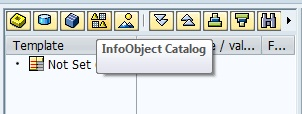 InfoObject Catalog
Template e / val... F...
Not Set